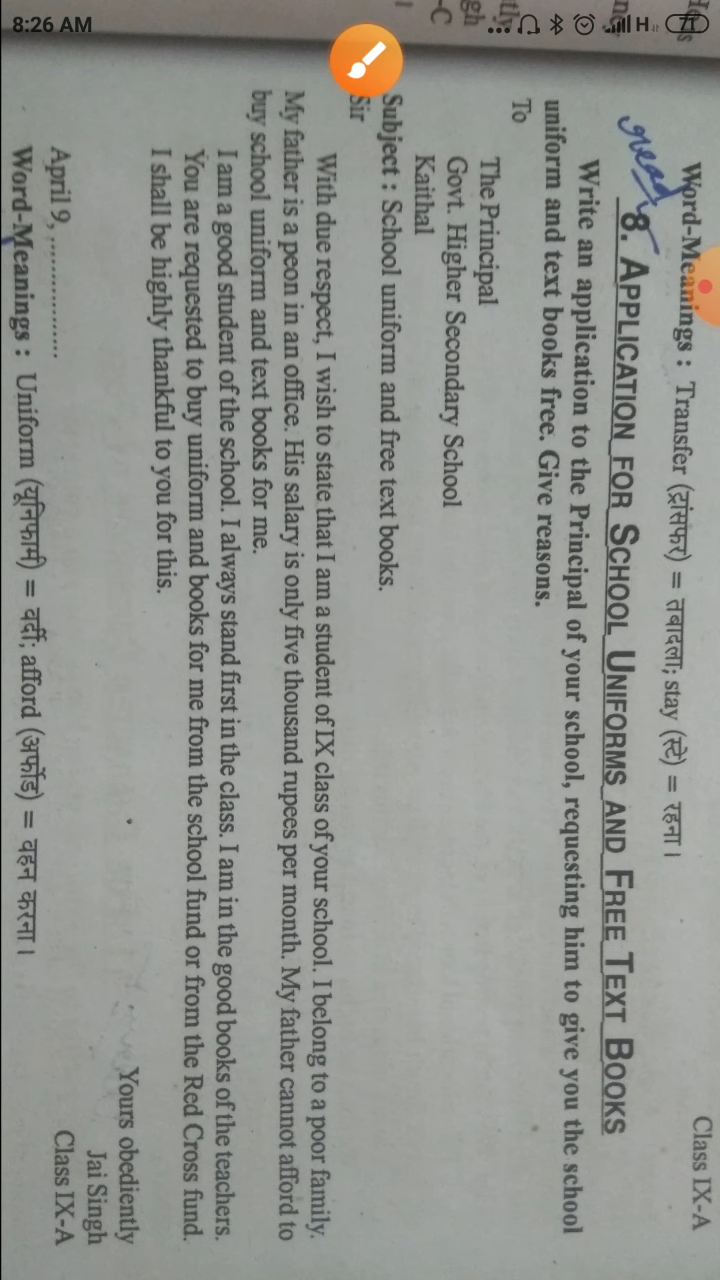 8:26 AM
H
71
Class IX-A
Word-Meanings : Transfer (ट्रांसफर) = तबादला; stay (स्टे) = रहना।
read
8. APPLICATION FOR SCHOOL UNIFORMS AND FREE TEXT BOOKS
Write an application to the Principal of your school, requesting him to give you the school
uniform and text books free. Give reasons.
To
The Principal
Govt. Higher Secondary School
Kaithal
Subject : School uniform and free text books.
Sir
With due respect, I wish to state that I am a student of IX class of your school. I belong to a poor family.
My father is a peon in an office. His salary is only five thousand rupees per month. My father cannot afford to
buy school uniform and text books for me.
I am a good student of the school. I always stand first in the class. I am in the good books of the teachers.
You are requested to buy uniform and books for me from the school fund or from the Red Cross fund.
I shall be highly thankful to you for this.
Yours obediently
Jai Singh
April 9, ................
Class IX-A
Word-Meanings : Uniform (यूनिफार्म) = वर्दी; afford (अफोंड) = वहन करना।